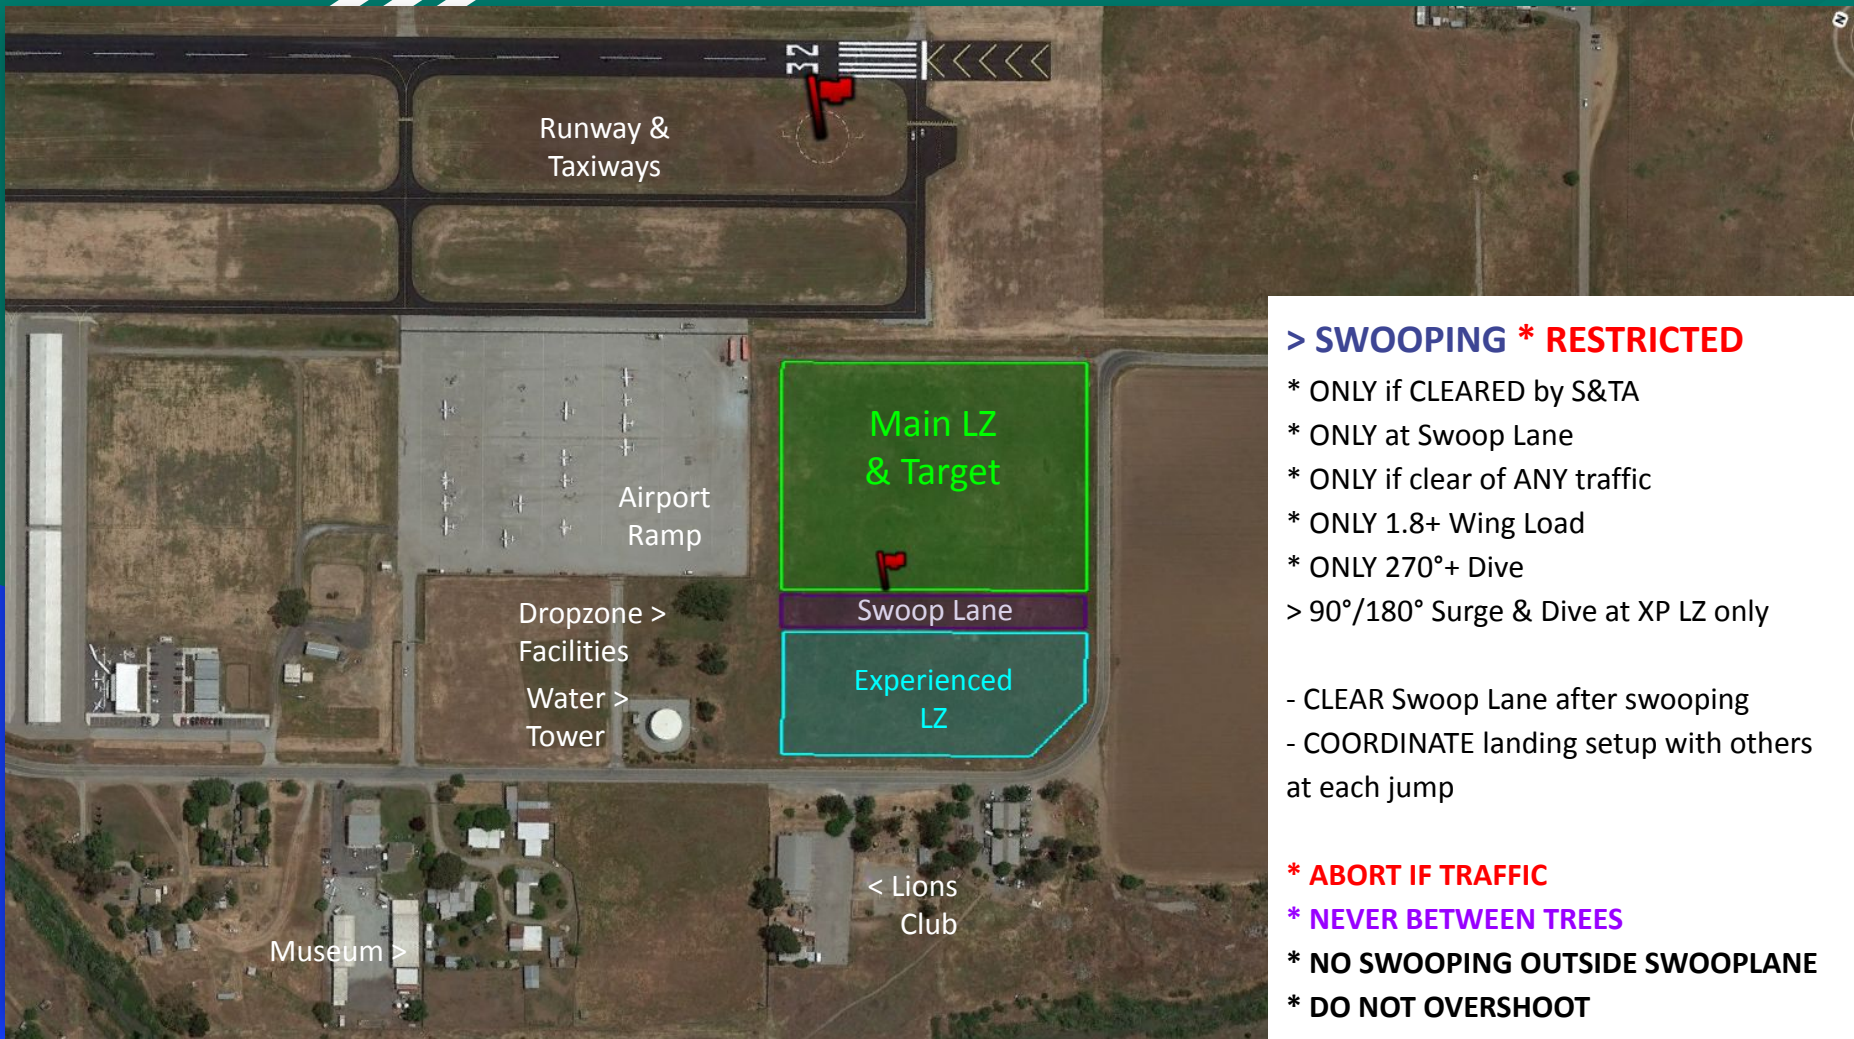 32
Runway &
Taxiways
Airport
Ramp
Main LZ
& Target
Swoop Lane
Experienced
LZ
Dropzone >
Facilities
Water >
Tower
< Lions
Club
Museum >
N
> SWOOPING * RESTRICTED
* ONLY if CLEARED by S&TA
* ONLY at Swoop Lane
* ONLY if clear of ANY traffic
* ONLY 1.8+ Wing Load
* ONLY 270°+ Dive
> 90°/180° Surge & Dive at XP LZ only
- CLEAR Swoop Lane after swooping
- COORDINATE landing setup with others
at each jump
* ABORT IF TRAFFIC
* NEVER BETWEEN TREES
* NO SWOOPING OUTSIDE SWOOPLANE
* DO NOT OVERSHOOT